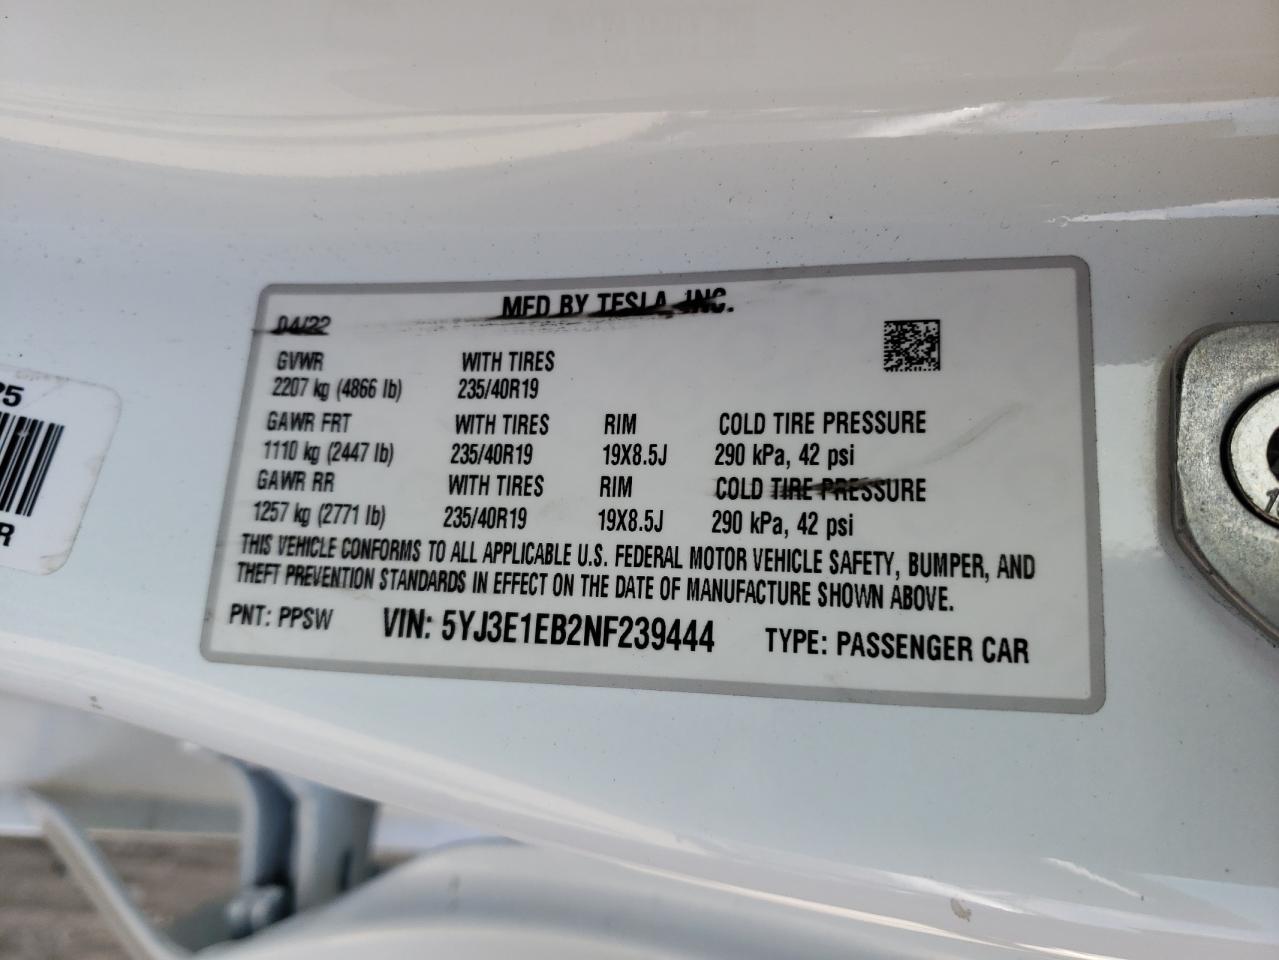 MFD BY TESLA, INC.
04/22
GVWR WITH TIRES
2207 kg (4866 lb) 235/40R19
GAWR FRT WITH TIRES RIM COLD TIRE PRESSURE
1110 kg (2447 lb) 235/40R19 19X8.5J 290 kPa, 42 psi
GAWR RR WITH TIRES RIM COLD TIRE PRESSURE
1257 kg (2771 lb) 235/40R19 19X8.5J 290 kPa, 42 psi
THIS VEHICLE CONFORMS TO ALL APPLICABLE U.S. FEDERAL MOTOR VEHICLE SAFETY, BUMPER, AND
THEFT PREVENTION STANDARDS IN EFFECT ON THE DATE OF MANUFACTURE SHOWN ABOVE.
PNT: PPSW VIN: 5YJ3E1EB2NF239444 TYPE: PASSENGER CAR